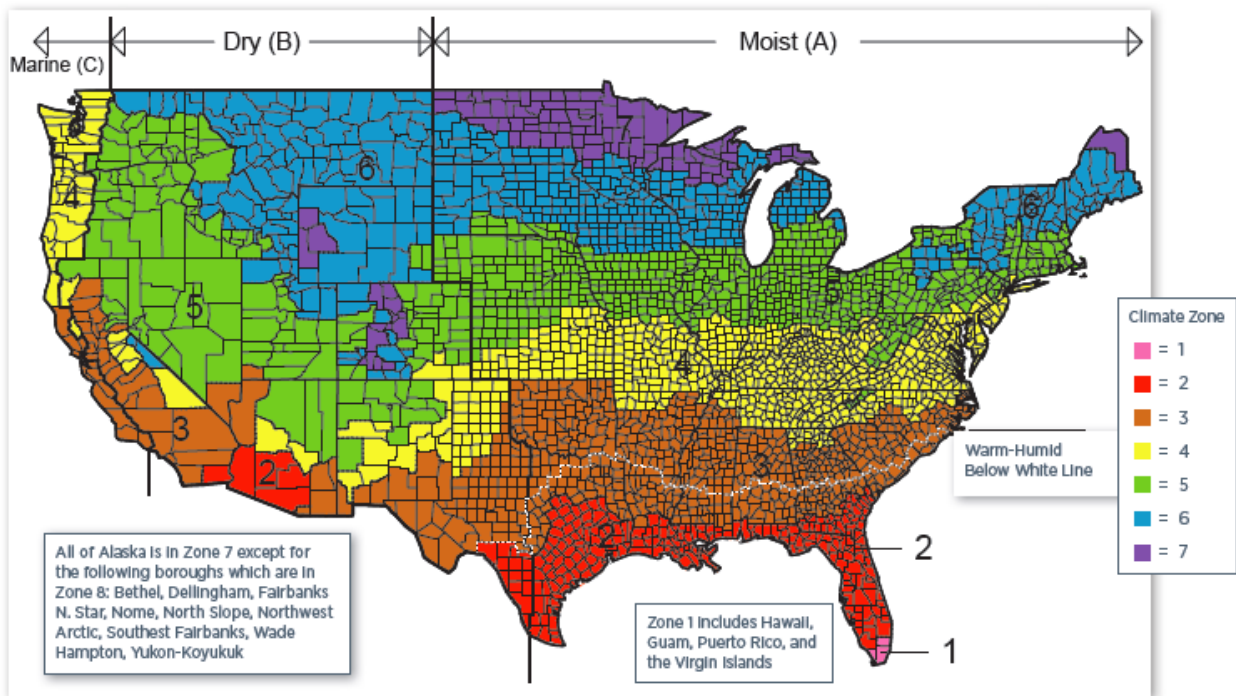 Marine (C)
Dry (B)
Moist (A)
7
6
4
6
5
5
4
3
3
2
2
2
1
Climate Zone
= 1
= 2
= 3
= 4
= 5
= 6
= 7
Warm-Humid
Below White Line
All of Alaska is in Zone 7 except for
the following boroughs which are in
Zone 8: Bethel, Dellingham, Fairbanks
N. Star, Nome, North Slope, Northwest
Arctic, Southest Fairbanks, Wade
Hampton, Yukon-Koyukuk
Zone 1 includes Hawaii,
Guam, Puerto Rico, and
the Virgin Islands